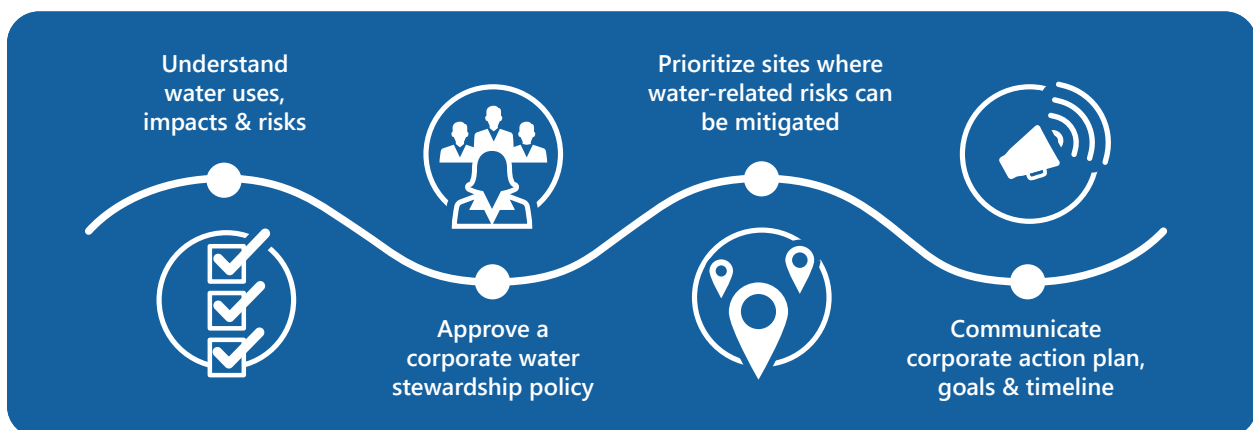 Understand
water uses,
impacts & risks
Approve a
corporate water
stewardship policy
Prioritize sites where
water-related risks can
be mitigated
Communicate
corporate action plan,
goals & timeline